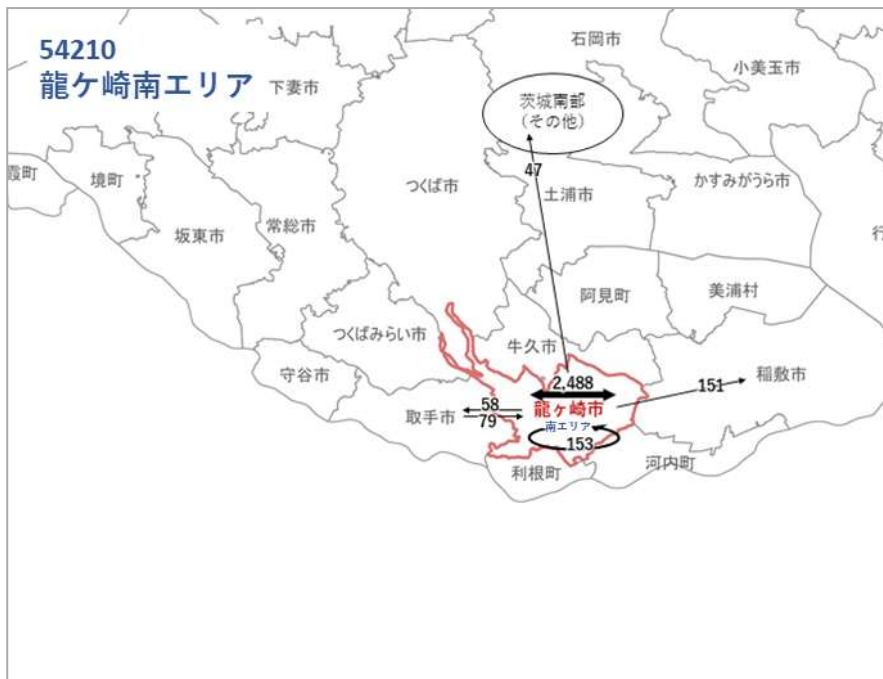 54210
龍ケ崎南エリア
石岡市
小美玉市
下妻市
茨城南部
（その他）
霞町
境町
つくば市
47
土浦市
かすみがうら市
行
坂東市
常総市
阿見町
美浦村
つくばみらい市
牛久市
守谷市
2,488
151
稲敷市
58
龍ヶ崎市
取手市
79
南エリア
153
利根町
河内町